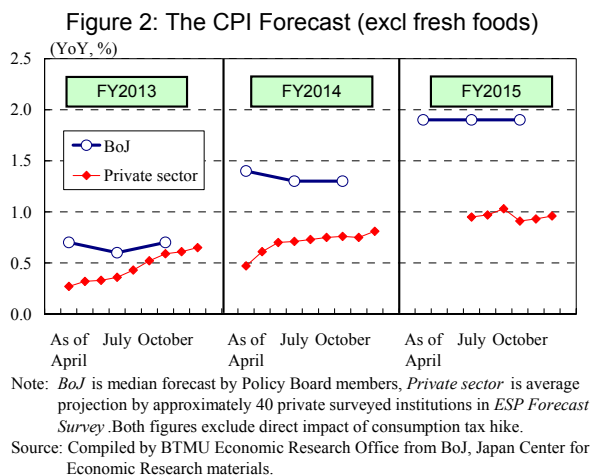 Figure 2: The CPI Forecast (excl fresh foods)
(YoY, %)
2.5
2.0
1.5
1.0
0.5
0.0
FY2013
FY2014
FY2015
BoJ
Private sector
As of April
July
October
As of April
July
October
As of April
July
October
Note: BoJ is median forecast by Policy Board members, Private sector is average
projection by approximately 40 private surveyed institutions in ESP Forecast
Survey .Both figures exclude direct impact of consumption tax hike.
Source: Compiled by BTMU Economic Research Office from BoJ, Japan Center for
Economic Research materials.